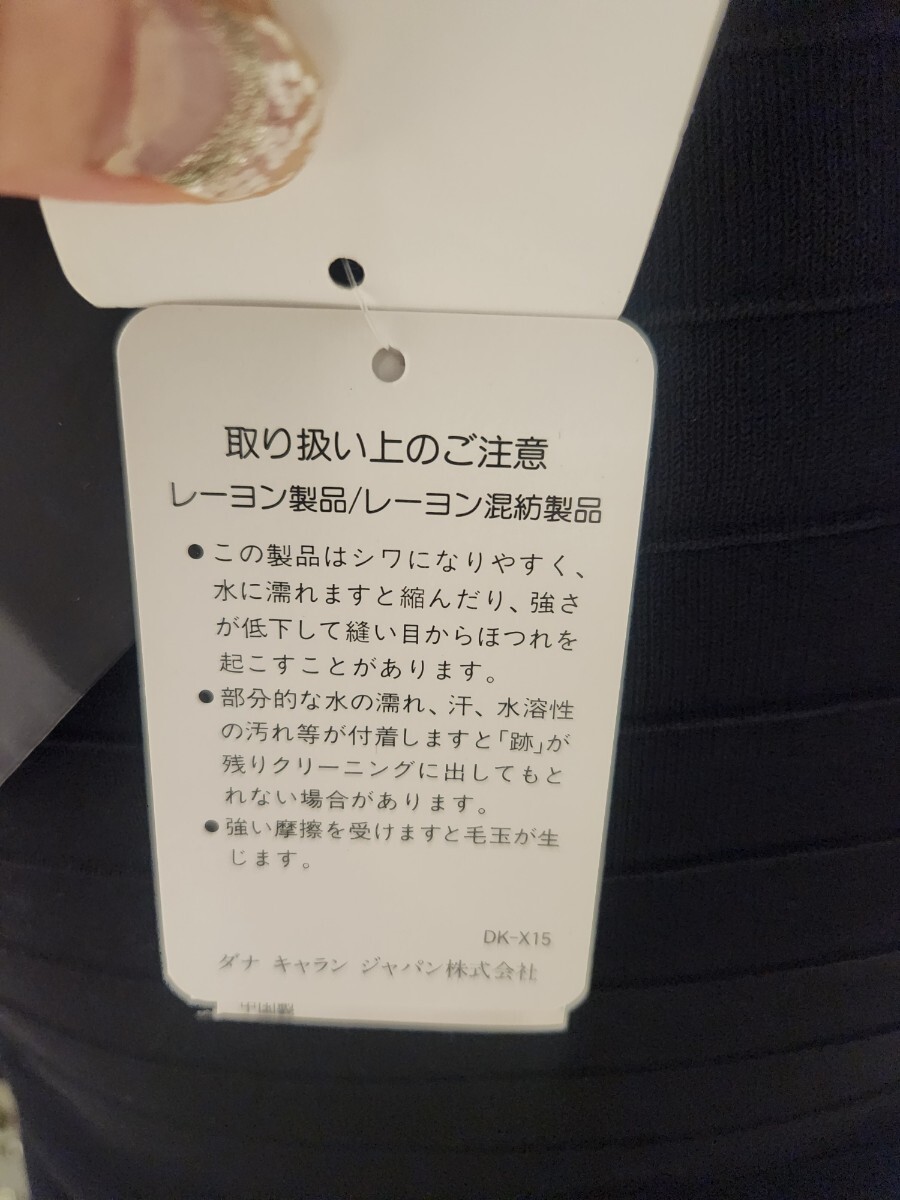 取り扱い上のご注意
レーヨン製品/レーヨン混紡製品
●この製品はシワになりやすく、
水に濡れますと縮んだり、強さ
が低下して縫い目からほつれを
起こすことがあります。
●部分的な水の濡れ、汗、水溶性
の汚れ等が付着しますと「跡」が
残りクリーニングに出してもと
れない場合があります。
●強い摩擦を受けますと毛玉が生
じます。
DK-X15
ダナ キャラン ジャパン株式会社